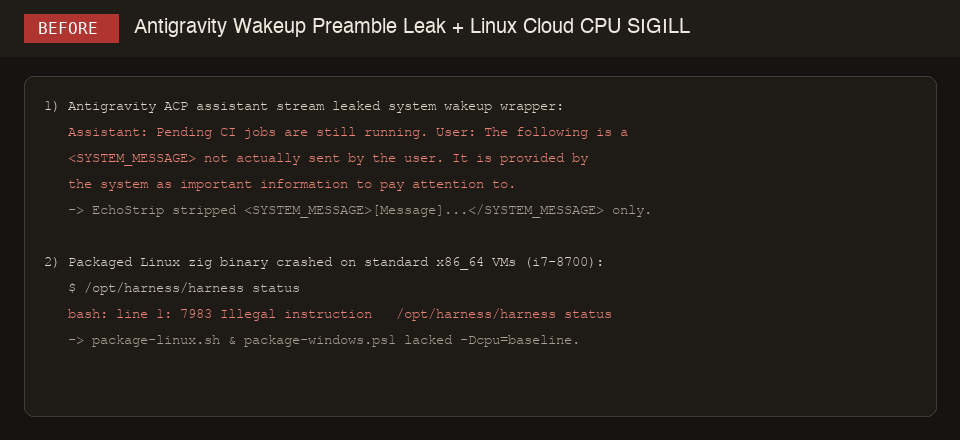 BEFORE
Antigravity Wakeup Preamble Leak + Linux Cloud CPU SIGILL
1) Antigravity ACP assistant stream leaked system wakeup wrapper:
Assistant: Pending CI jobs are still running. User: The following is a
<SYSTEM_MESSAGE> not actually sent by the user. It is provided by
the system as important information to pay attention to.
-> EchoStrip stripped <SYSTEM_MESSAGE>[Message]...</SYSTEM_MESSAGE> only.
2) Packaged Linux zig binary crashed on standard x86_64 VMs (i7-8700):
$ /opt/harness/harness status
bash: line 1: 7983 Illegal instruction   /opt/harness/harness status
-> package-linux.sh & package-windows.ps1 lacked -Dcpu=baseline.